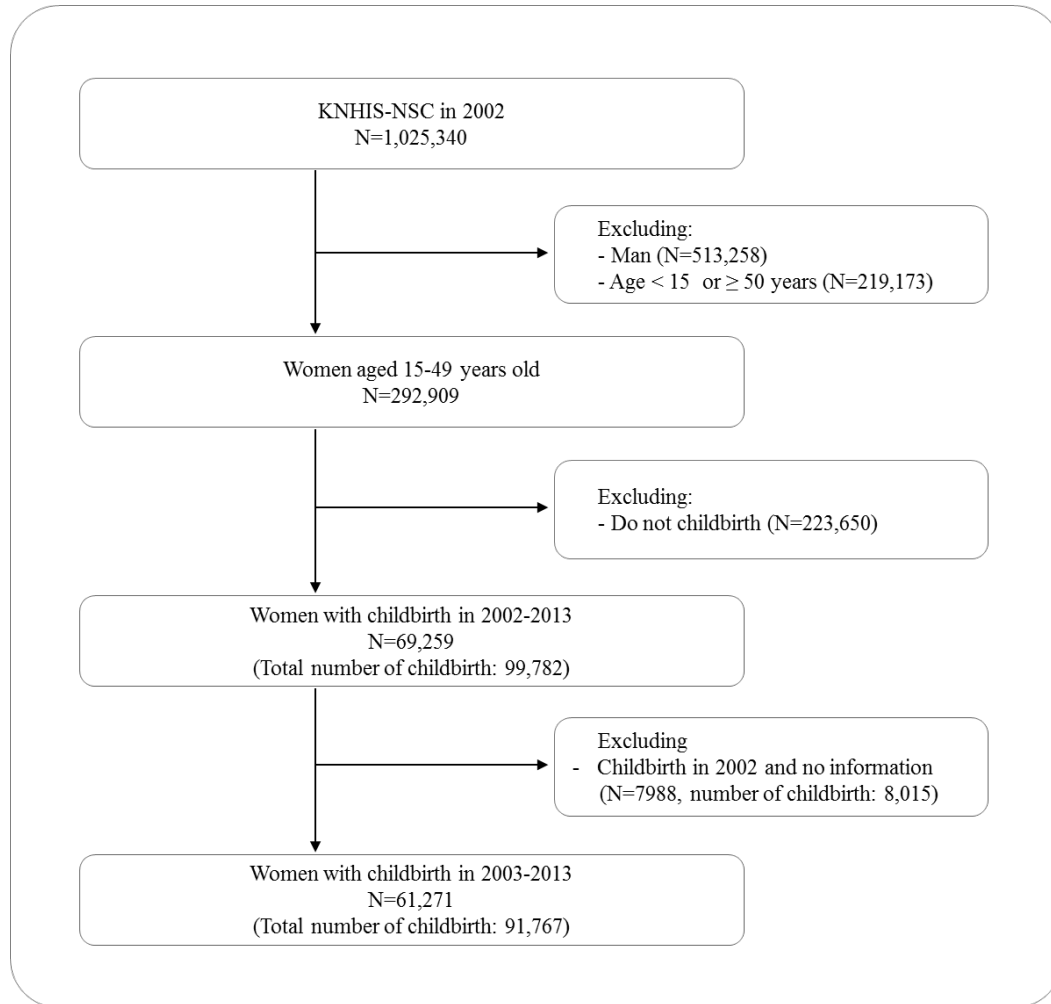 KNHIS-NSC in 2002
N=1,025,340
Excluding:
- Man (N=513,258)
- Age < 15 or ≥ 50 years (N=219,173)
Women aged 15-49 years old
N=292,909
Excluding:
- Do not childbirth (N=223,650)
Women with childbirth in 2002-2013
N=69,259
(Total number of childbirth: 99,782)
Excluding
- Childbirth in 2002 and no information
(N=7988, number of childbirth: 8,015)
Women with childbirth in 2003-2013
N=61,271
(Total number of childbirth: 91,767)